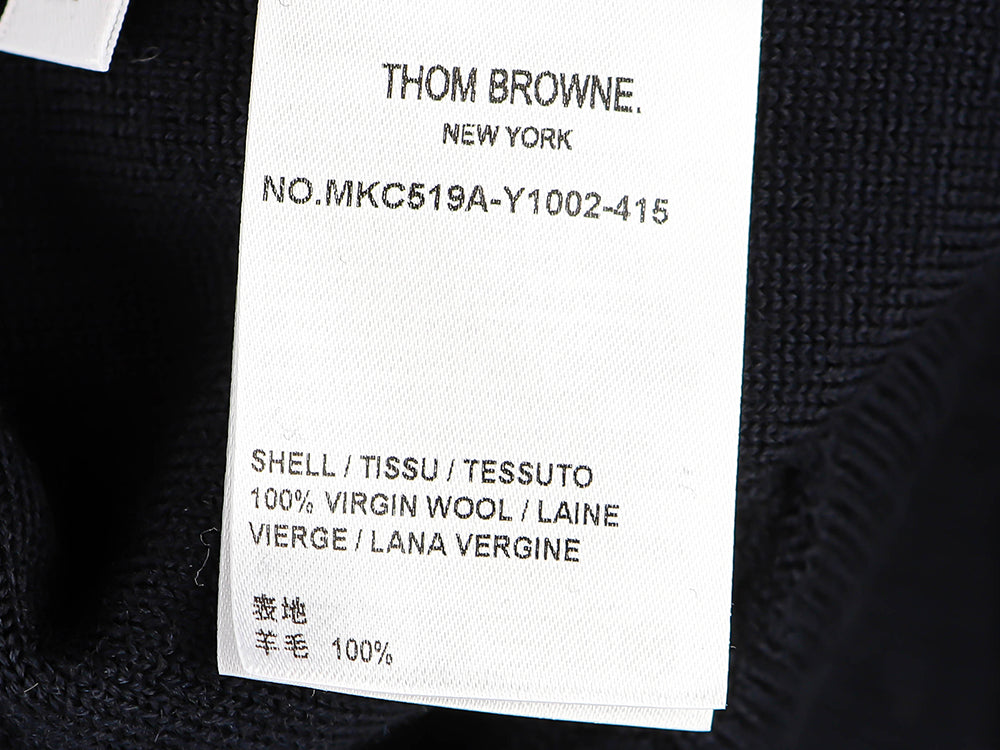 THOM BROWNE.
NEW YORK
NO.MKC519A-Y1002-415
SHELL / TISSU / TESSUTO
100% VIRGIN WOOL / LAINE
VIERGE / LANA VERGINE
表地
羊毛 100%